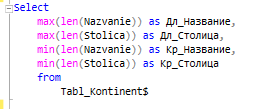 Select
max(len(Nazvanie)) as Дл_Название,
max(len(Stolica)) as Дл_Столица,
min(len(Nazvanie)) as Кр_Название,
min(len(Stolica)) as Кр_Столица
from
Tabl_Kontinent$